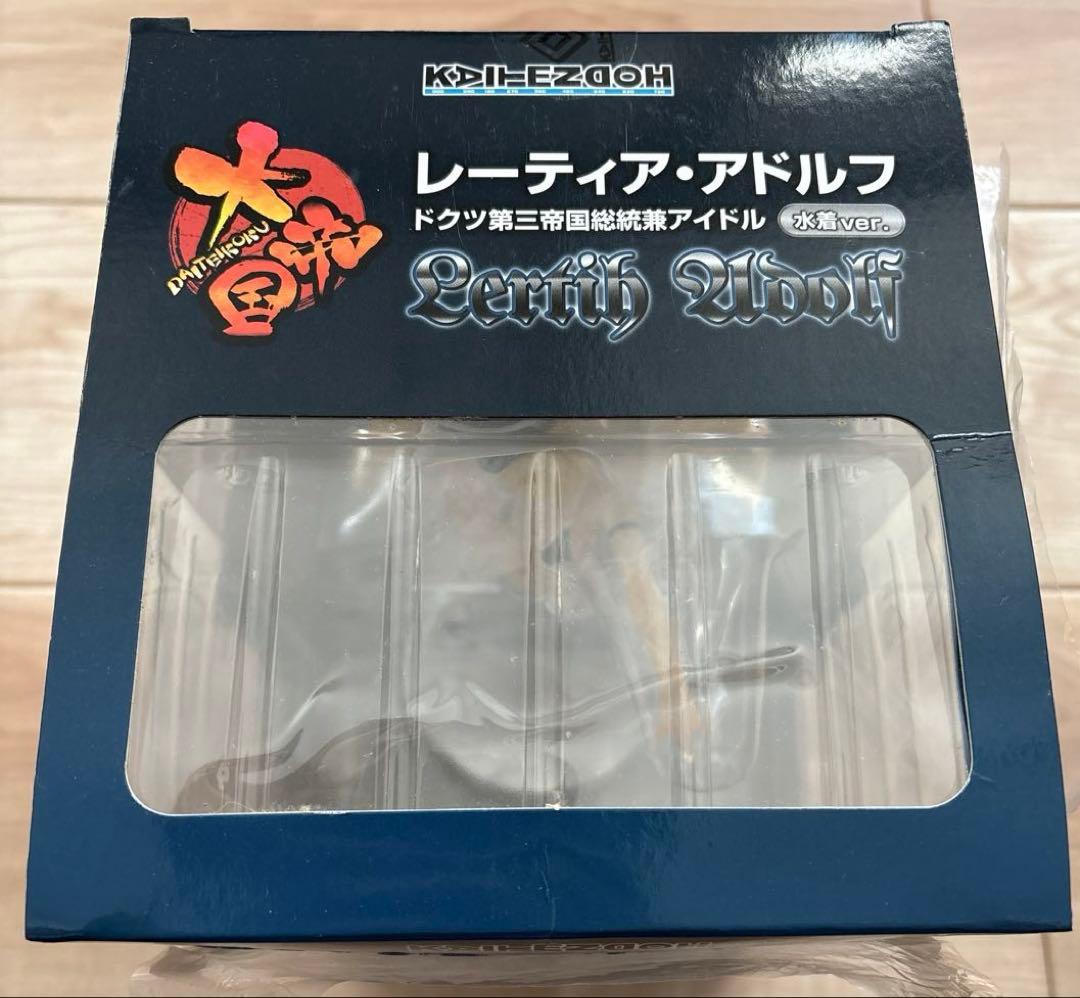 KAITENDOH
大帝国
DAITEIKOKU
レーティア・アドルフ
ドクツ第三帝国総統兼アイドル 水着ver.
Lertih Adolf